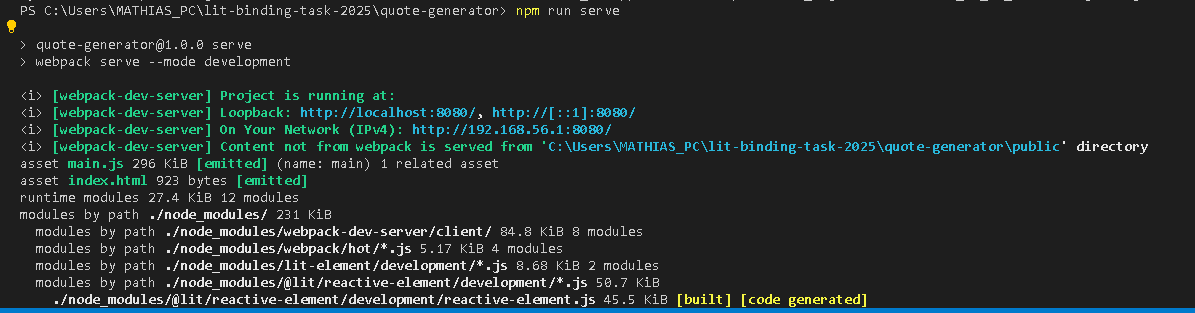 PS C:\Users\MATHIAS_PC\lit-binding-task-2025\quote-generator> npm run serve
> quote-generator@1.0.0 serve
> webpack serve --mode development
<i> [webpack-dev-server] Project is running at:
<i> [webpack-dev-server] Loopback: http://localhost:8080/, http://[::1]:8080/
<i> [webpack-dev-server] On Your Network (IPv4): http://192.168.56.1:8080/
<i> [webpack-dev-server] Content not from webpack is served from 'C:\Users\MATHIAS_PC\lit-binding-task-2025\quote-generator\public' directory
asset main.js 296 KiB [emitted] (name: main) 1 related asset
asset index.html 923 bytes [emitted]
runtime modules 27.4 KiB 12 modules
modules by path ./node_modules/ 231 KiB
  modules by path ./node_modules/webpack-dev-server/client/ 84.8 KiB 8 modules
  modules by path ./node_modules/webpack/hot/*.js 5.17 KiB 4 modules
  modules by path ./node_modules/lit-element/development/*.js 8.68 KiB 2 modules
  modules by path ./node_modules/@lit/reactive-element/development/*.js 50.7 KiB
    ./node_modules/@lit/reactive-element/development/reactive-element.js 45.5 KiB [built] [code generated]